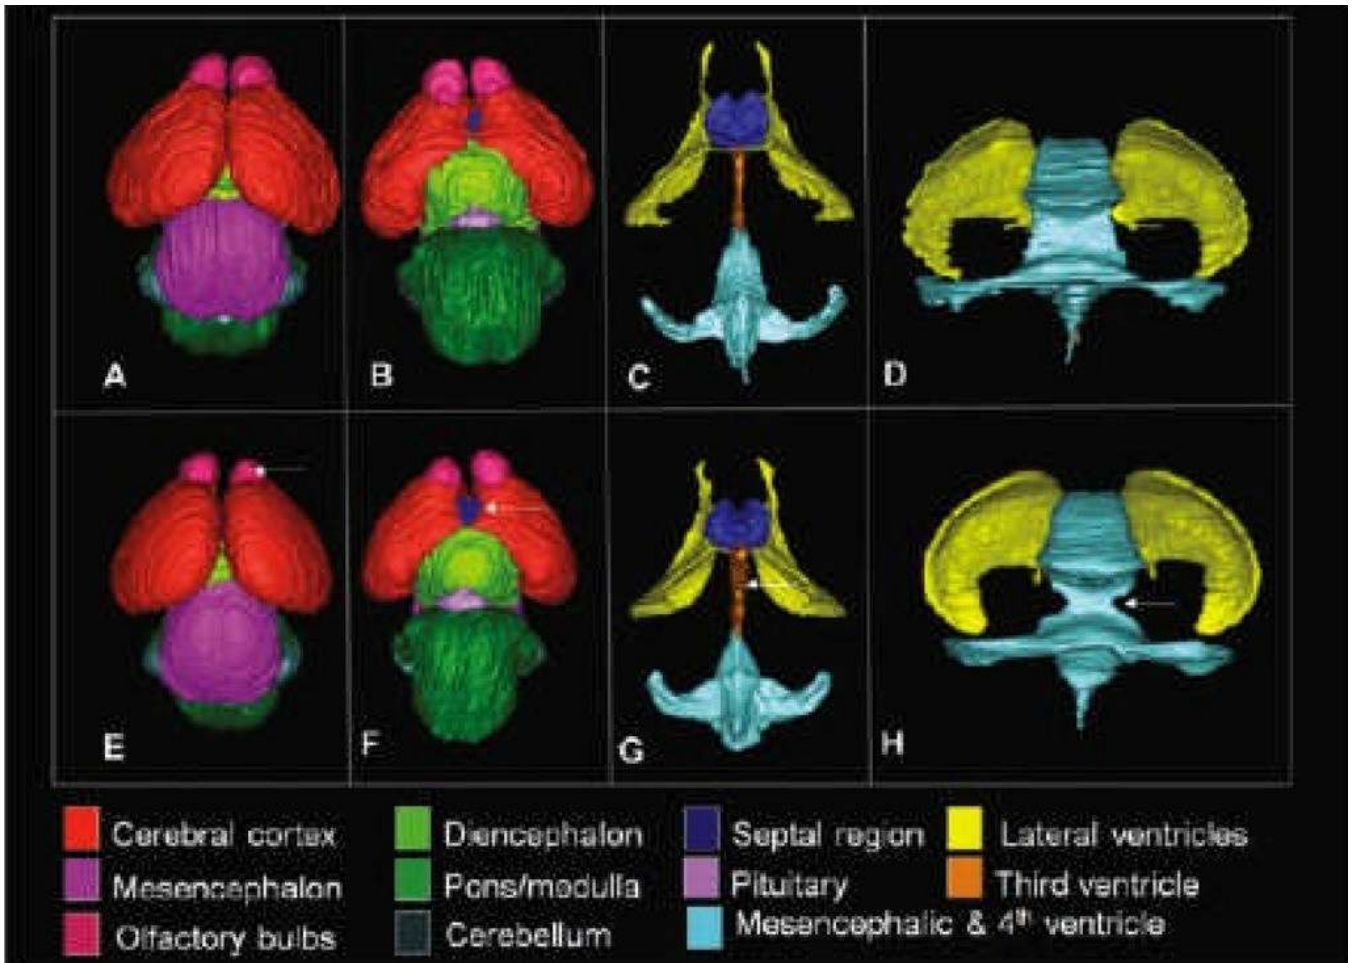 A
B
C
D
E
F
G
H
Cerebral cortex
Diencephalon
Septal region
Lateral ventricles
Mesencephalon
Pons/medulla
Pituitary
Third ventricle
Olfactory bulbs
Cerebellum
Mesencephalic & 4th ventricle